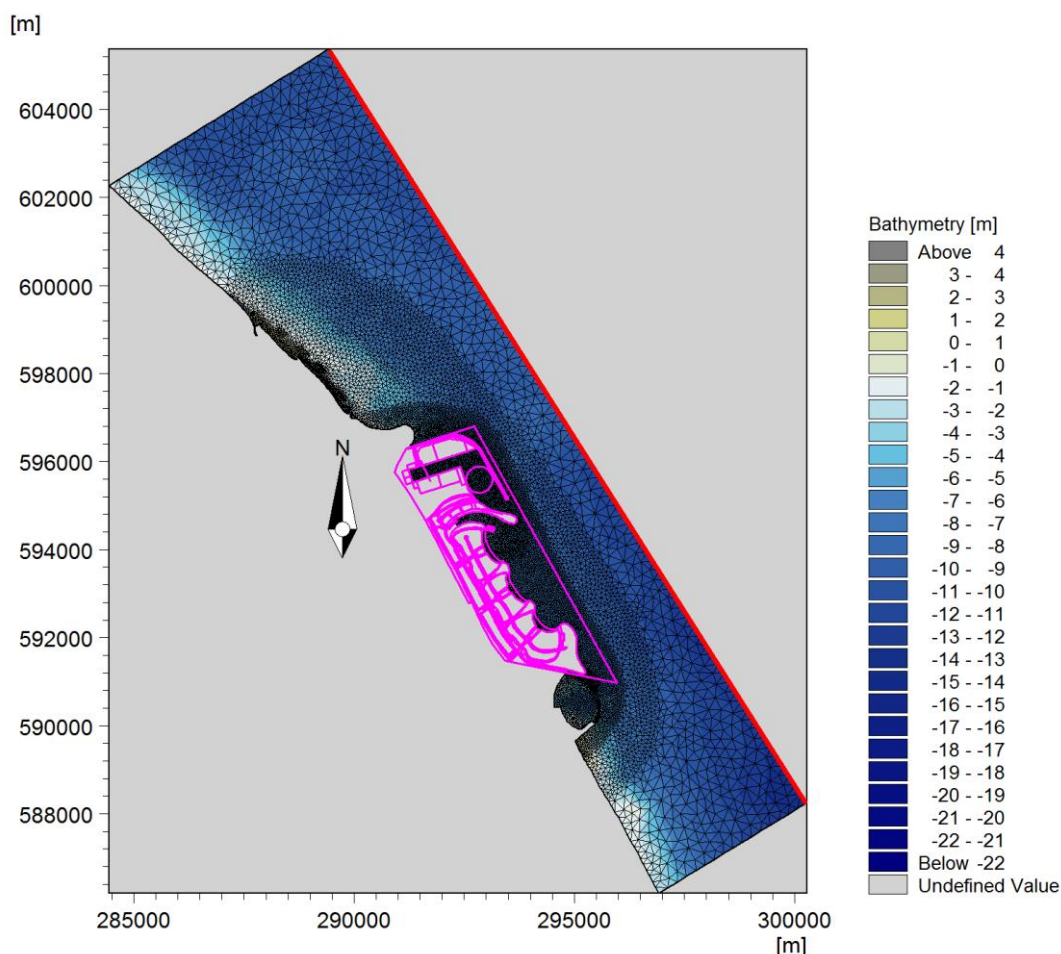 [m]
604000
602000
600000
598000
596000
594000
592000
590000
588000
N
285000 290000 295000 300000
[m]
Bathymetry [m]
Above 4
3 - 4
2 - 3
1 - 2
0 - 1
-1 - 0
-2 - -1
-3 - -2
-4 - -3
-5 - -4
-6 - -5
-7 - -6
-8 - -7
-9 - -8
-10 - -9
-11 - -10
-12 - -11
-13 - -12
-14 - -13
-15 - -14
-16 - -15
-17 - -16
-18 - -17
-19 - -18
-20 - -19
-21 - -20
-22 - -21
Below -22
Undefined Value